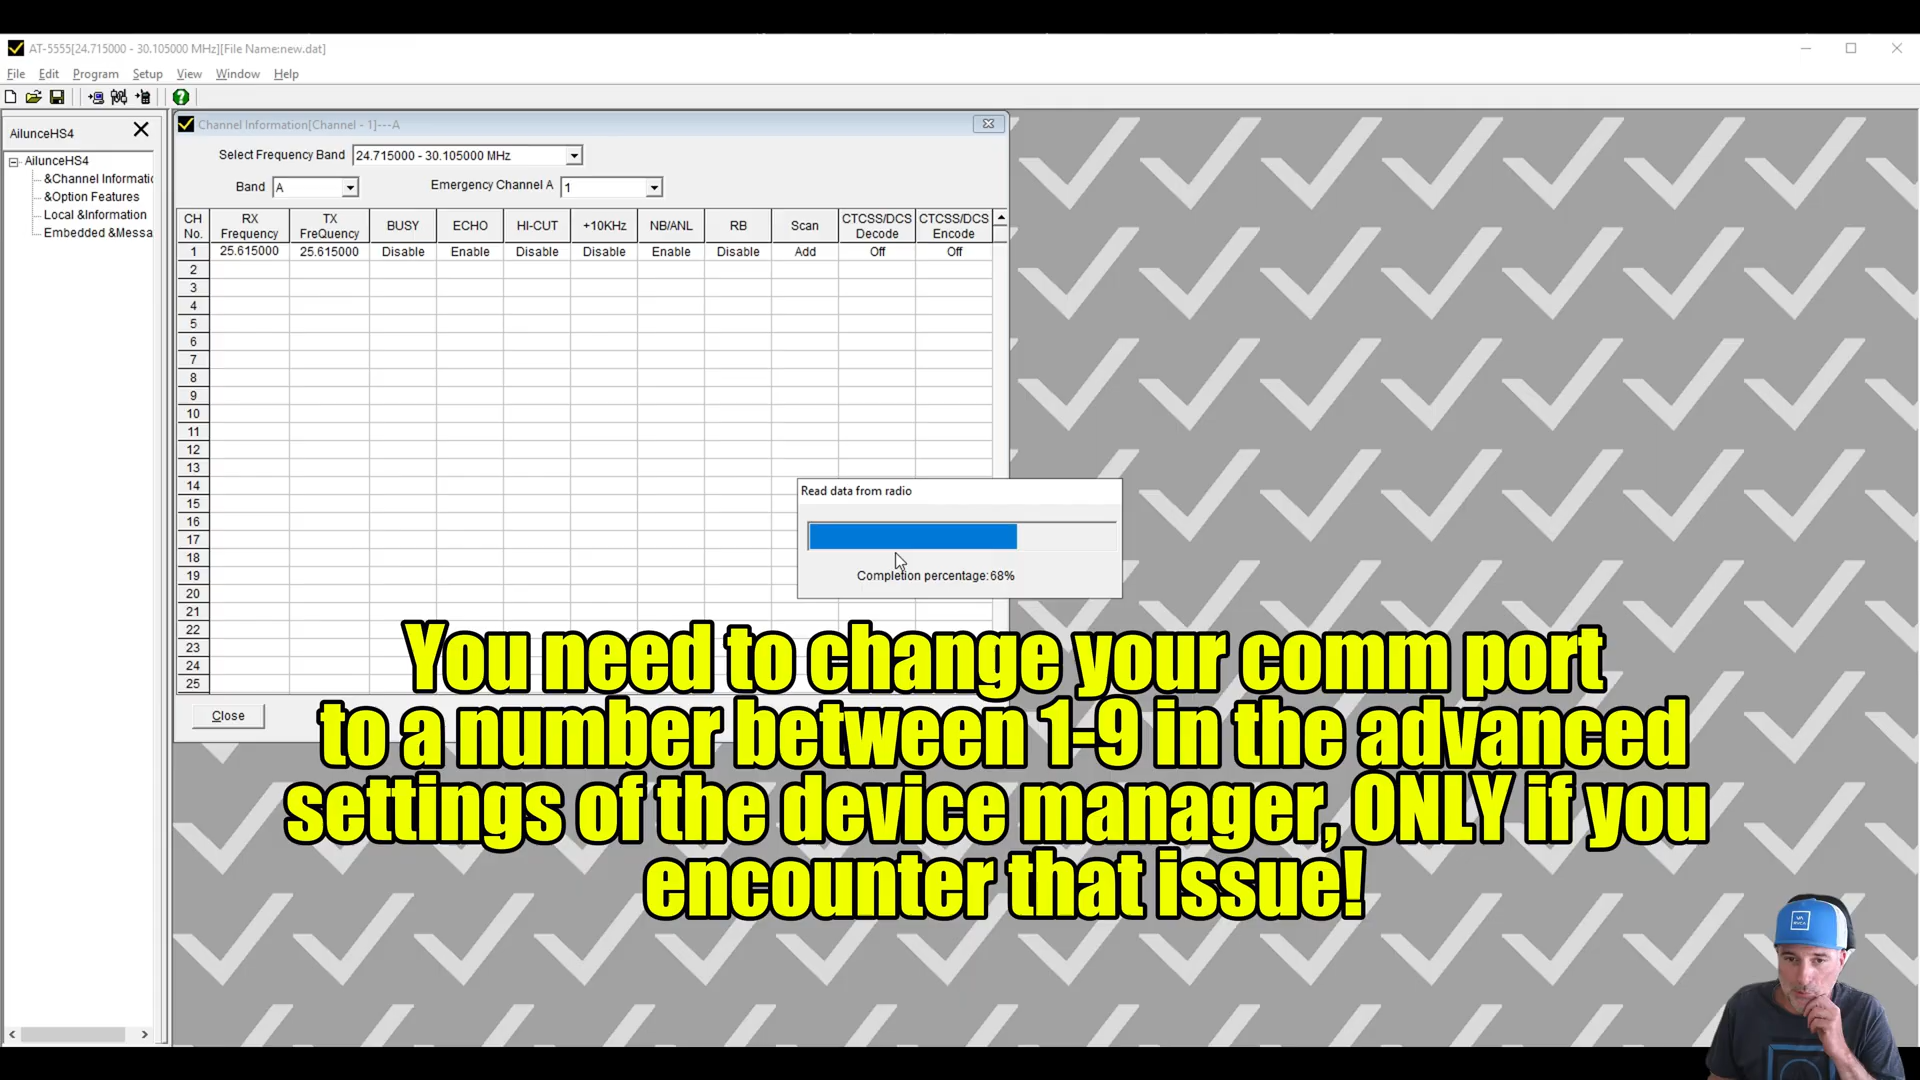 AT-5555[24.715000 - 30.105000 MHz][File Name:new.dat]
File Edit Program Setup View Window Help
AilunceHS4
AilunceHS4
&Channel Informatic
&Option Features
Local &Information
Embedded &Messa
Channel Information[Channel - 1]---A
Select Frequency Band 24.715000 - 30.105000 MHz
Band A Emergency Channel A 1
CH No. RX Frequency TX FreQuency BUSY ECHO HI-CUT +10KHz NB/ANL RB Scan CTCSS/DCS Decode CTCSS/DCS Encode
1 25.615000 25.615000 Disable Enable Disable Disable Enable Disable Add Off Off
2
3
4
5
6
7
8
9
10
11
12
13
14
15
16
17
18
19
20
21
22
23
24
25
Read data from radio
Completion percentage:68%
Close
You need to change your comm port
to a number between 1-9 in the advanced
settings of the device manager, ONLY if you
encounter that issue!
VA
RVCA